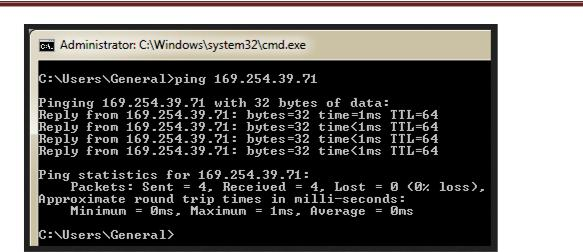 Administrator: C:\Windows\system32\cmd.exe
C:\Users\General>ping 169.254.39.71
Pinging 169.254.39.71 with 32 bytes of data:
Reply from 169.254.39.71: bytes=32 time=1ms TTL=64
Reply from 169.254.39.71: bytes=32 time<1ms TTL=64
Reply from 169.254.39.71: bytes=32 time<1ms TTL=64
Reply from 169.254.39.71: bytes=32 time<1ms TTL=64
Ping statistics for 169.254.39.71:
Packets: Sent = 4, Received = 4, Lost = 0 (0% loss),
Approximate round trip times in milli-seconds:
Minimum = 0ms, Maximum = 1ms, Average = 0ms
C:\Users\General>